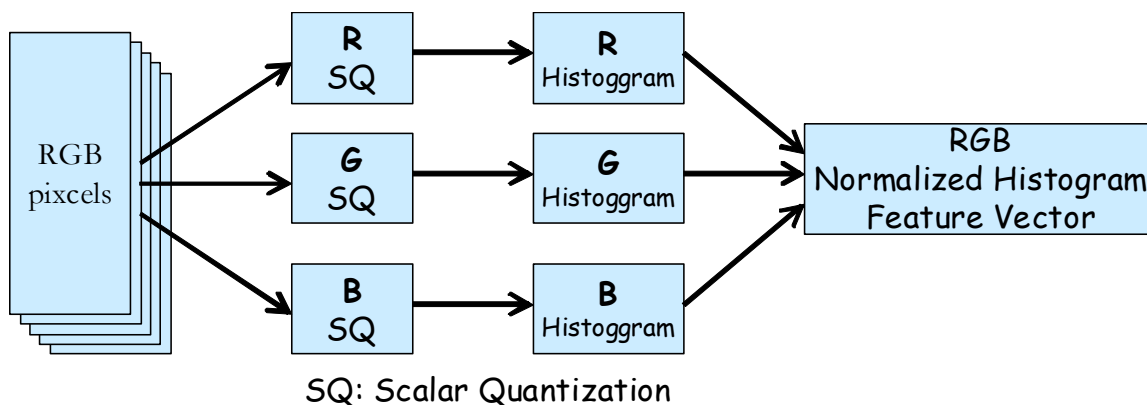 RGB
pixcels
R
SQ
R
Histoggram
G
SQ
G
Histoggram
B
SQ
B
Histoggram
RGB
Normalized Histogram
Feature Vector
SQ: Scalar Quantization